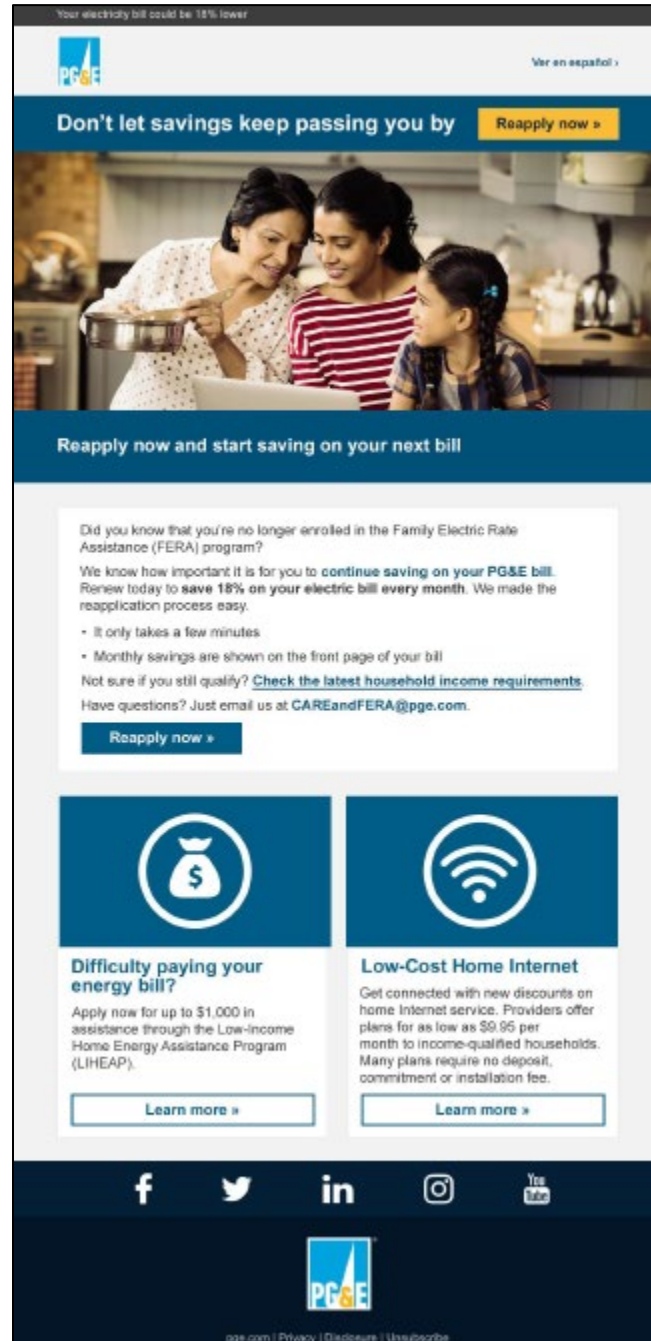 Your electricity bill could be 18% lower
PG&E
Ver en español ›
Don't let savings keep passing you by
Reapply now »
Reapply now and start saving on your next bill
Did you know that you're no longer enrolled in the Family Electric Rate
Assistance (FERA) program?
We know how important it is for you to continue saving on your PG&E bill.
Renew today to save 18% on your electric bill every month. We made the
reapplication process easy.
• It only takes a few minutes
• Monthly savings are shown on the front page of your bill
Not sure if you still qualify? Check the latest household income requirements.
Have questions? Just email us at CAREandFERA@pge.com.
Reapply now »
Difficulty paying your
energy bill?
Apply now for up to $1,000 in
assistance through the Low-Income
Home Energy Assistance Program
(LIHEAP).
Learn more »
Low-Cost Home Internet
Get connected with new discounts on
home Internet service. Providers offer
plans for as low as $9.95 per
month to income-qualified households.
Many plans require no deposit,
commitment or installation fee.
Learn more »
You
Tube
PG&E
pge.com | Privacy | Disclosure | Unsubscribe